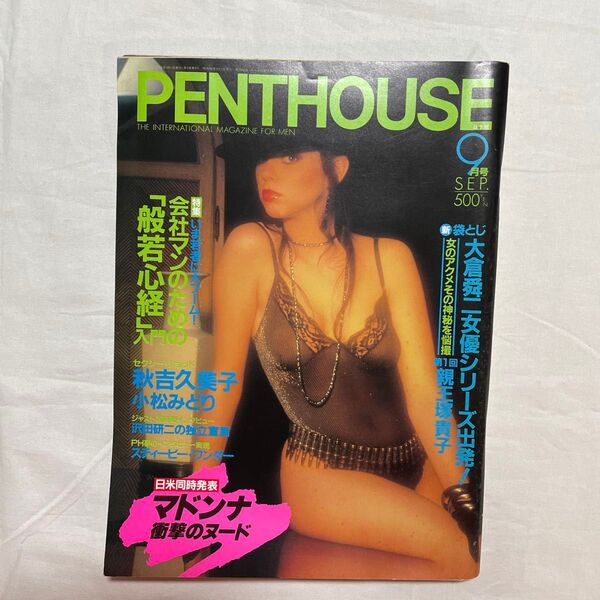 PENTHOUSE
THE INTERNATIONAL MAGAZINE FOR MEN
日本版
9月号
SEP.
500YEN
新 袋とじ
大倉舜二女優シリーズ出発!
女のアクメその神秘を悩撮
第1回
親王塚貴子
特集
会社マンのための
「般若心経」入門
秋吉久美子
小松みどり
沢田研二の独立宣言
スティービー・ワンダー
日米同時発表
マドンナ
衝撃のヌード